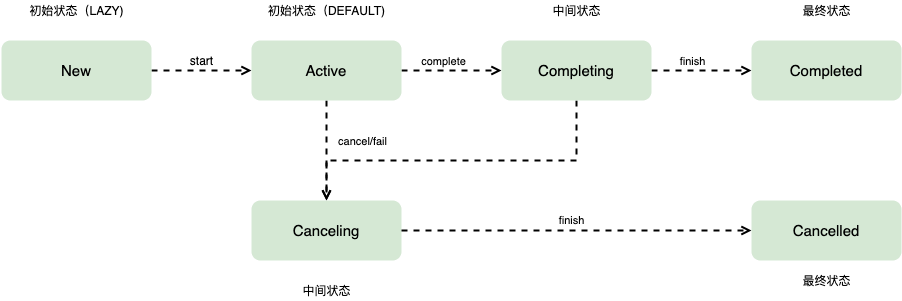 初始状态（LAZY)
初始状态（DEFAULT)
中间状态
最终状态
New
start
Active
complete
Completing
finish
Completed
cancel/fail
Canceling
finish
Cancelled
中间状态
最终状态